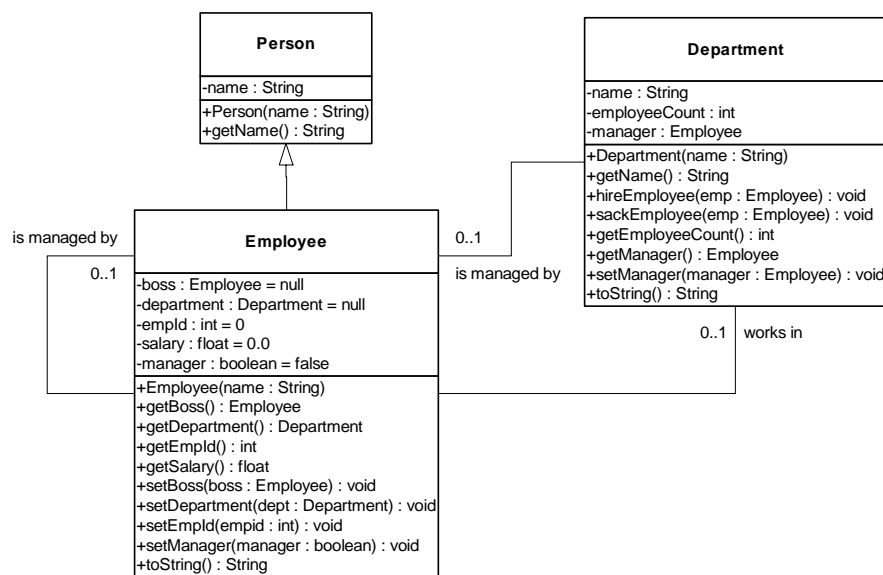 Person
-name : String
+Person(name : String)
+getName() : String
Department
-name : String
-employeeCount : int
-manager : Employee
+Department(name : String)
+getName() : String
+hireEmployee(emp : Employee) : void
+sackEmployee(emp : Employee) : void
+getEmployeeCount() : int
+getManager() : Employee
+setManager(manager : Employee) : void
+toString() : String
is managed by
0..1
Employee
-boss : Employee = null
-department : Department = null
-empId : int = 0
-salary : float = 0.0
-manager : boolean = false
+Employee(name : String)
+getBoss() : Employee
+getDepartment() : Department
+getEmpId() : int
+getSalary() : float
+setBoss(boss : Employee) : void
+setDepartment(dept : Department) : void
+setEmpId(empid : int) : void
+setManager(manager : boolean) : void
+toString() : String
0..1
is managed by
0..1 works in